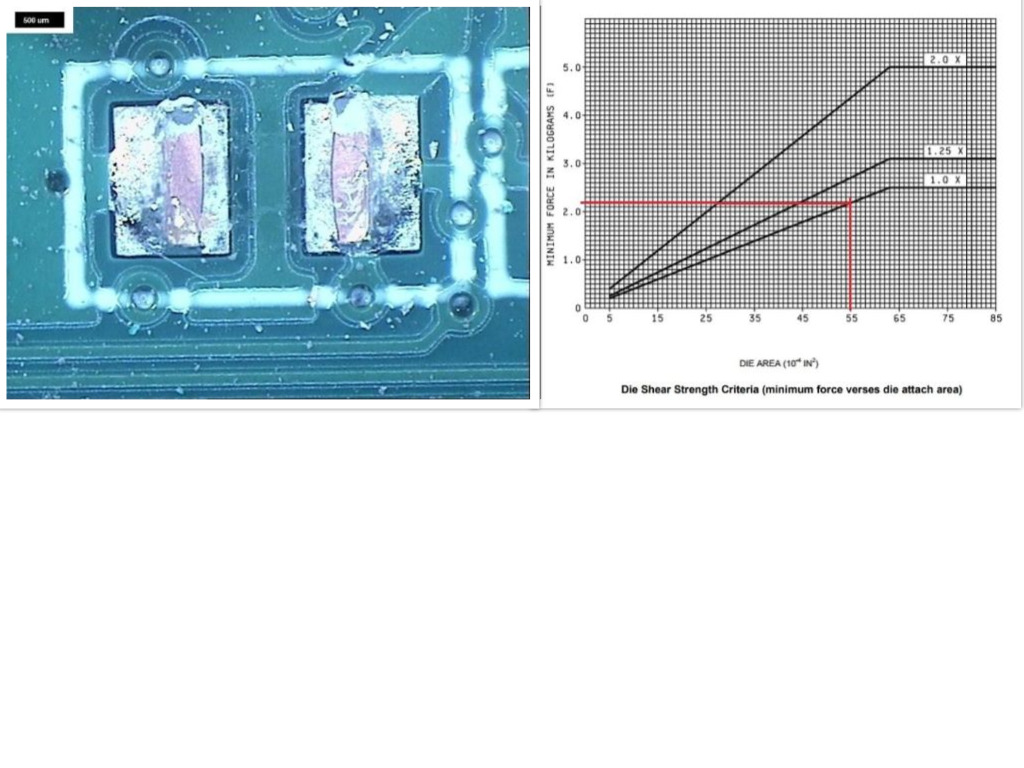 500 um
MINIMUM FORCE IN KILOGRAMS (F)
5.0
4.0
3.0
2.0
1.0
0
2.0 X
1.25 X
1.0 X
0 5 15 25 35 45 55 65 75 85
DIE AREA (10⁻⁴ IN²)
Die Shear Strength Criteria (minimum force verses die attach area)